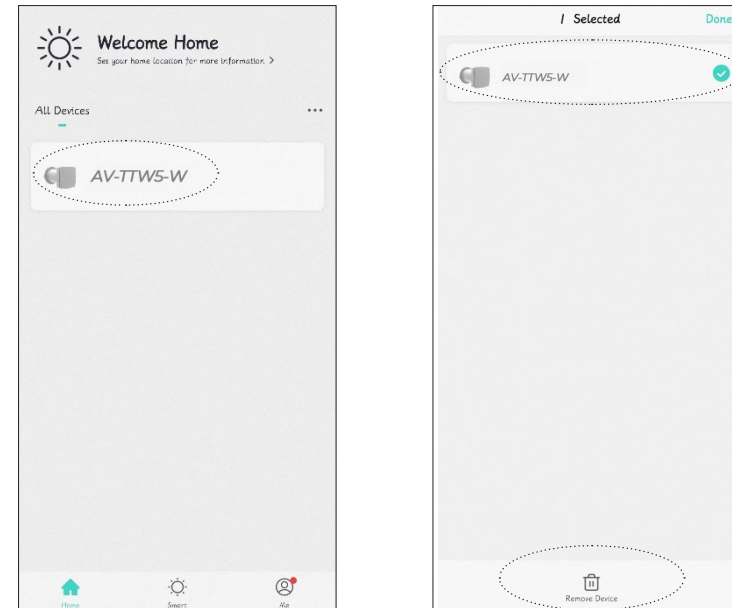 Welcome Home
Set your home location for more information. >
All Devices
AV-TTW5-W
Home
Smart
Me
1 Selected
Done
AV-TTW5-W
Remove Device